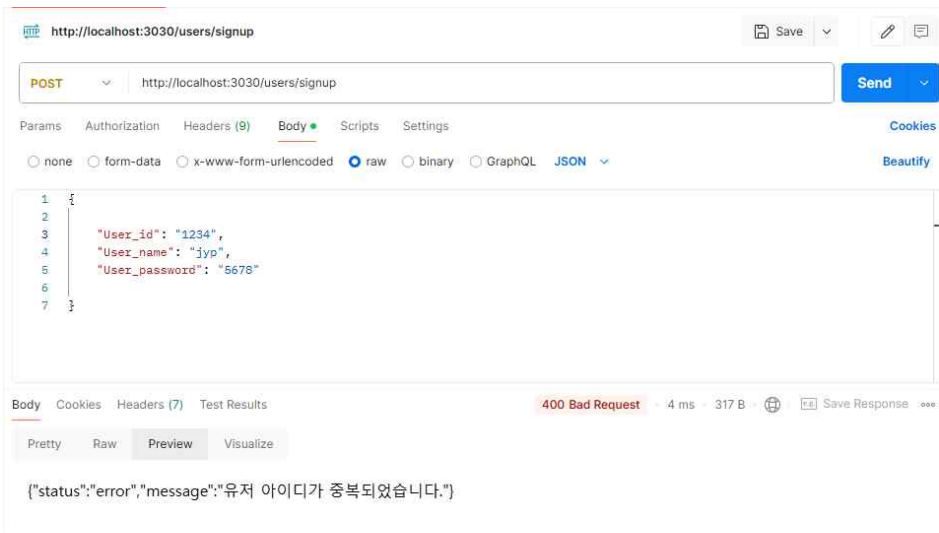 HTTP http://localhost:3030/users/signup Save
POST http://localhost:3030/users/signup Send
Params Authorization Headers (9) Body Scripts Settings Cookies
none form-data x-www-form-urlencoded raw binary GraphQL JSON Beautify
1 {
2
3 "User_id": "1234",
4 "User_name": "jyp",
5 "User_password": "5678"
6
7 }
Body Cookies Headers (7) Test Results 400 Bad Request 4 ms 317 B Save Response
Pretty Raw Preview Visualize
{"status":"error","message":"유저 아이디가 중복되었습니다."}